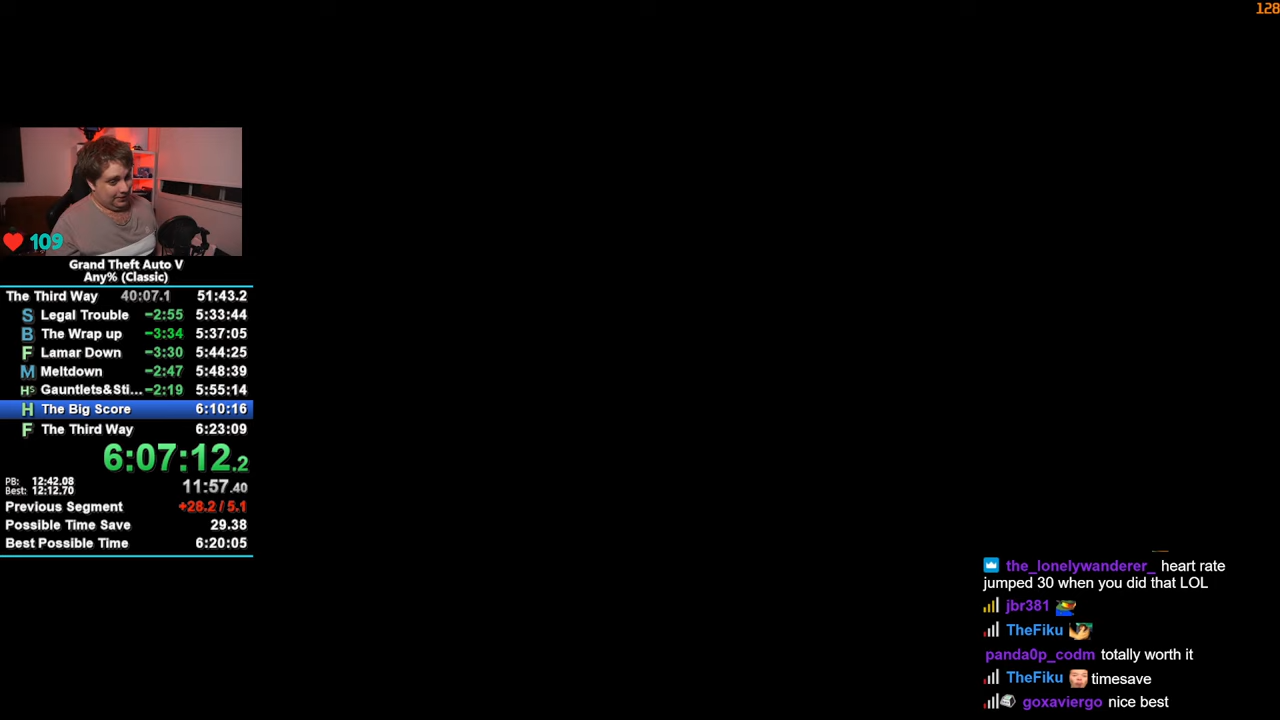 128
109
Grand Theft Auto V
Any% (Classic)
The Third Way 40:07.1 51:43.2
S Legal Trouble −2:55 5:33:44
B The Wrap up −3:34 5:37:05
F Lamar Down −3:30 5:44:25
M Meltdown −2:47 5:48:39
HS Gauntlets&Sti... −2:19 5:55:14
H The Big Score 6:10:16
F The Third Way 6:23:09
6:07:12.2
PB: 12:42.08
Best: 12:12.70 11:57.40
Previous Segment +28.2 / 5.1
Possible Time Save 29.38
Best Possible Time 6:20:05
the_lonelywanderer_ heart rate
jumped 30 when you did that LOL
jbr381
TheFiku
panda0p_codm totally worth it
TheFiku timesave
goxaviergo nice best